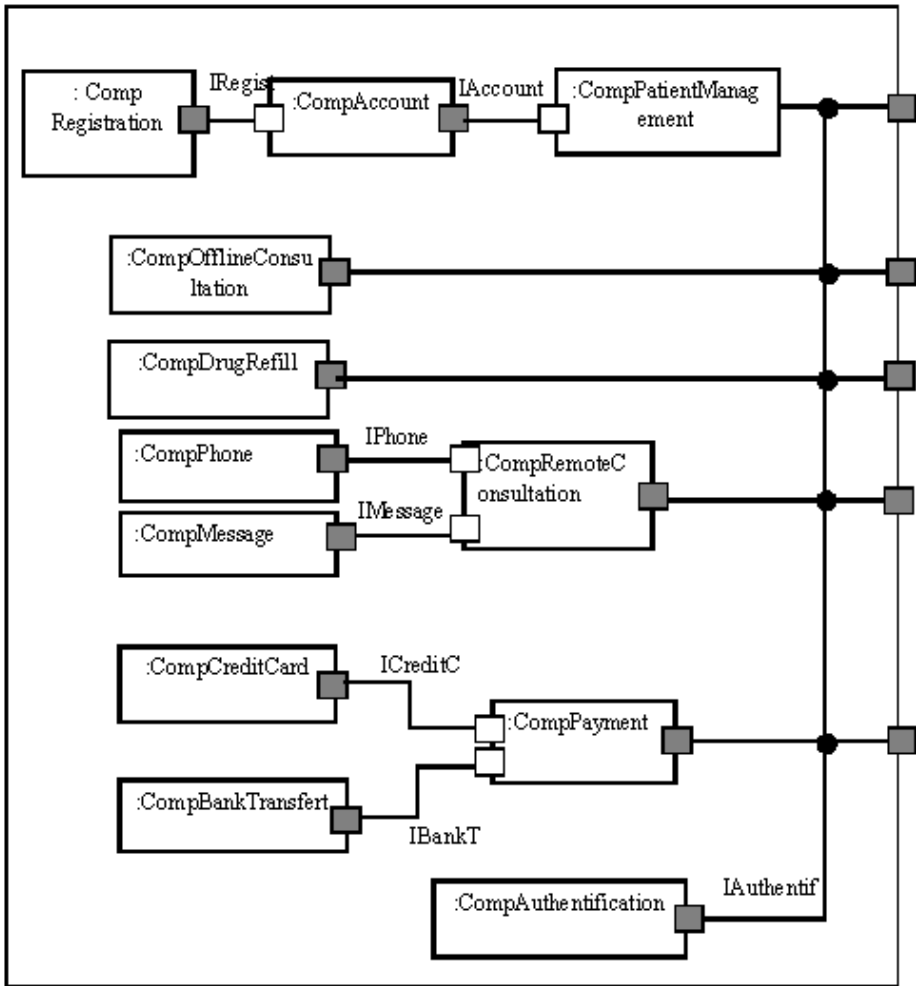 : Comp
Registration
IRegist
:CompAccount
IAccount
:CompPatientManag
ement
:CompOfflineConsu
ltation
:CompDrugRefill
:CompPhone
IPhone
:CompRemoteC
onsultation
:CompMessage
IMessage
:CompCreditCard
ICreditC
:CompPayment
:CompBankTransfert
IBankT
:CompAuthentification
IAuthentif